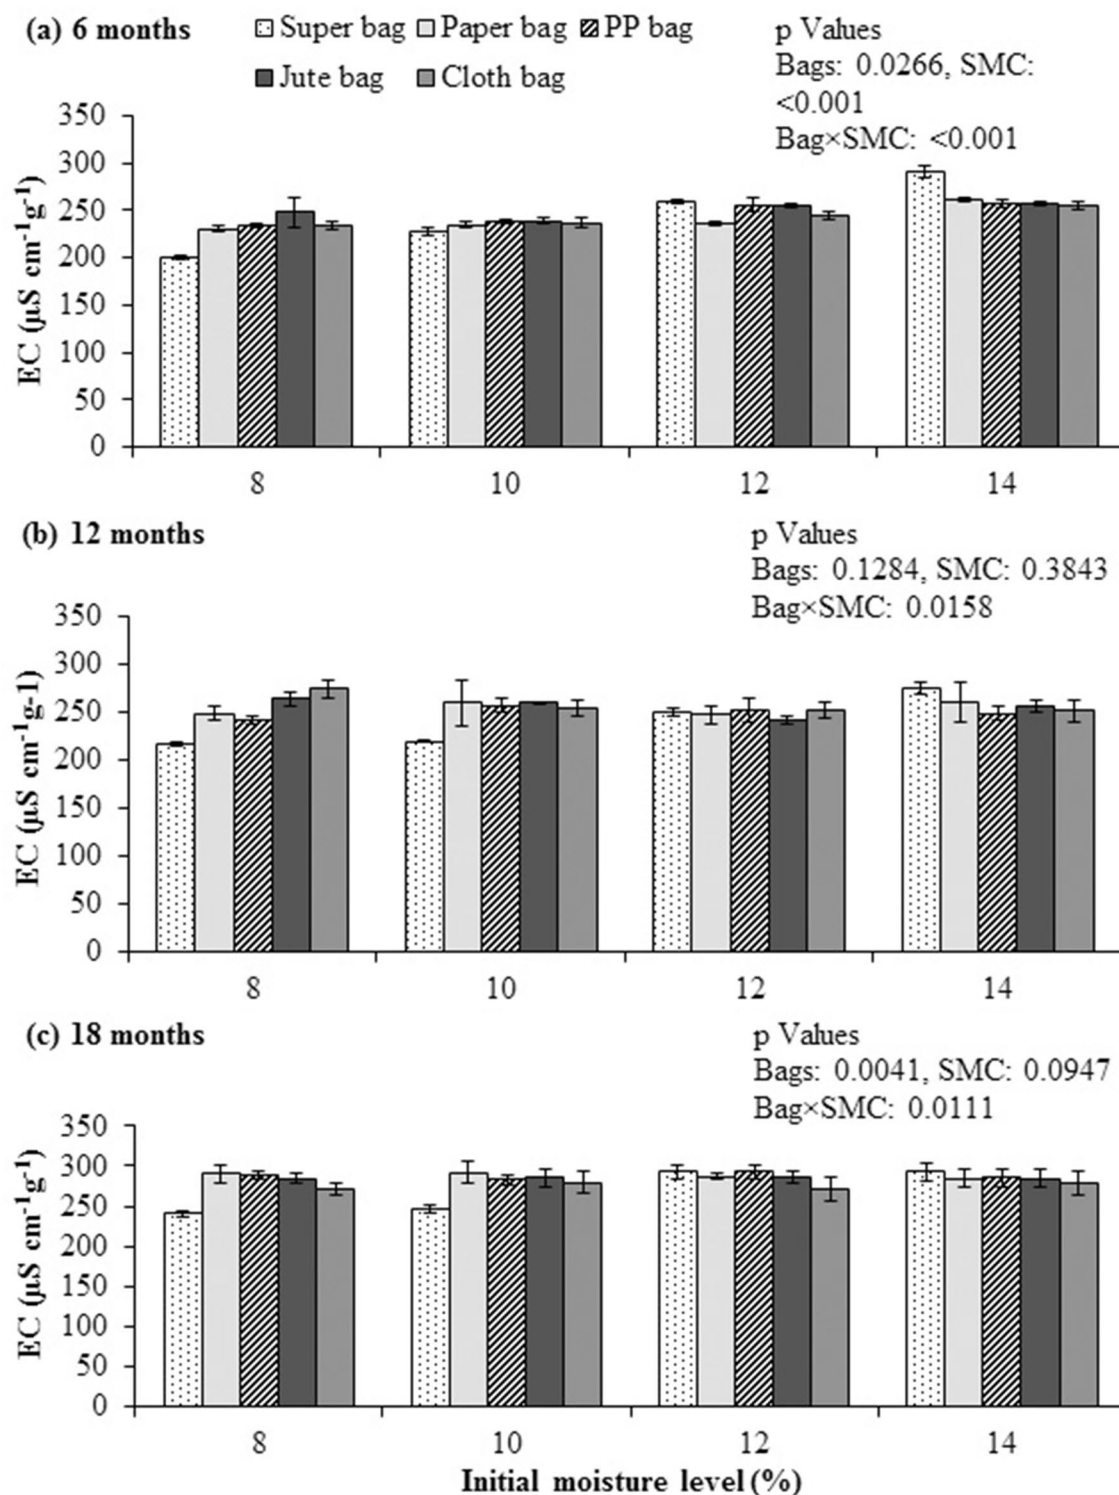 (a) 6 months
Super bag Paper bag PP bag
Jute bag Cloth bag
p Values
Bags: 0.0266, SMC:
<0.001
Bag×SMC: <0.001
EC (µS cm⁻¹g⁻¹)
350
300
250
200
150
100
50
0
8 10 12 14
(b) 12 months
p Values
Bags: 0.1284, SMC: 0.3843
Bag×SMC: 0.0158
EC (µS cm⁻¹g-1)
350
300
250
200
150
100
50
0
8 10 12 14
(c) 18 months
p Values
Bags: 0.0041, SMC: 0.0947
Bag×SMC: 0.0111
EC (µS cm⁻¹g⁻¹)
350
300
250
200
150
100
50
0
8 10 12 14
Initial moisture level (%)